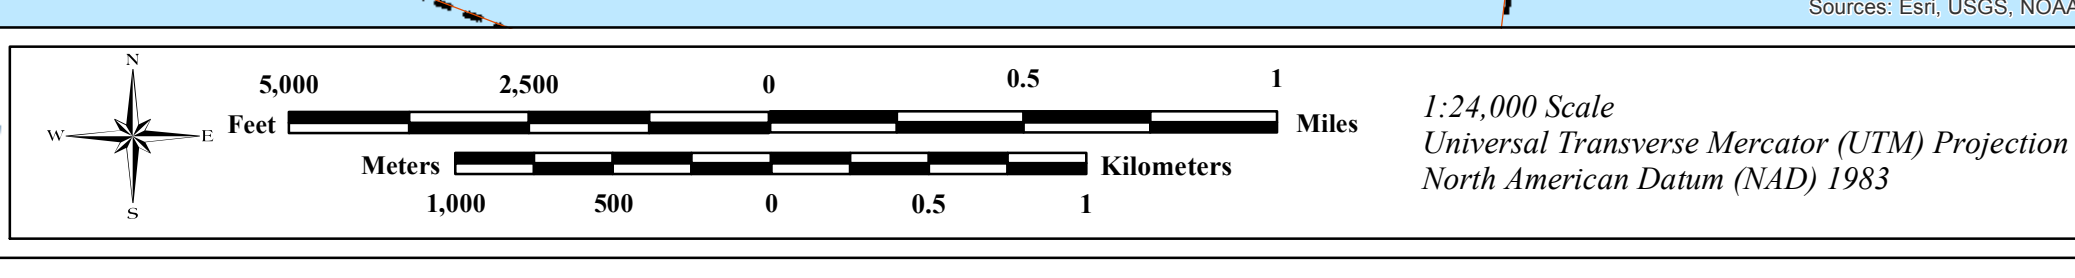 Sources: Esri, USGS, NOAA
N
W E
S
5,000 2,500 0 0.5 1
Feet Miles
Meters Kilometers
1,000 500 0 0.5 1
1:24,000 Scale
Universal Transverse Mercator (UTM) Projection
North American Datum (NAD) 1983